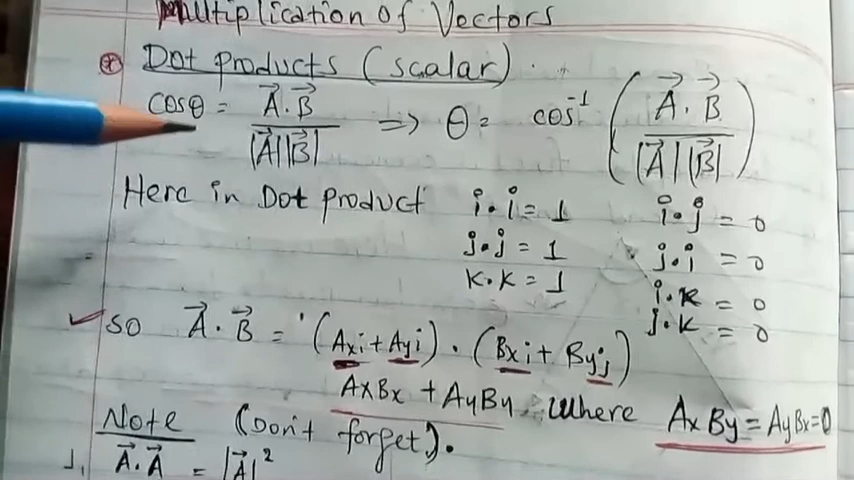 Multiplication of Vectors
* Dot products (scalar)
cosθ = A⃗.B⃗ / |A⃗||B⃗| => θ = cos⁻¹ (A⃗.B⃗ / |A⃗||B⃗|)
Here in Dot product i.i = 1 i.j = 0
j.j = 1 j.i = 0
K.K = 1 i.K = 0
j.K = 0
✓ so A⃗.B⃗ = (Axi + Ayi) . (Bxi + Byj)
AxBx + AyBy where AxBy = AyBx = 0
Note (Don't forget).
1, A⃗.A⃗ = |A⃗|²